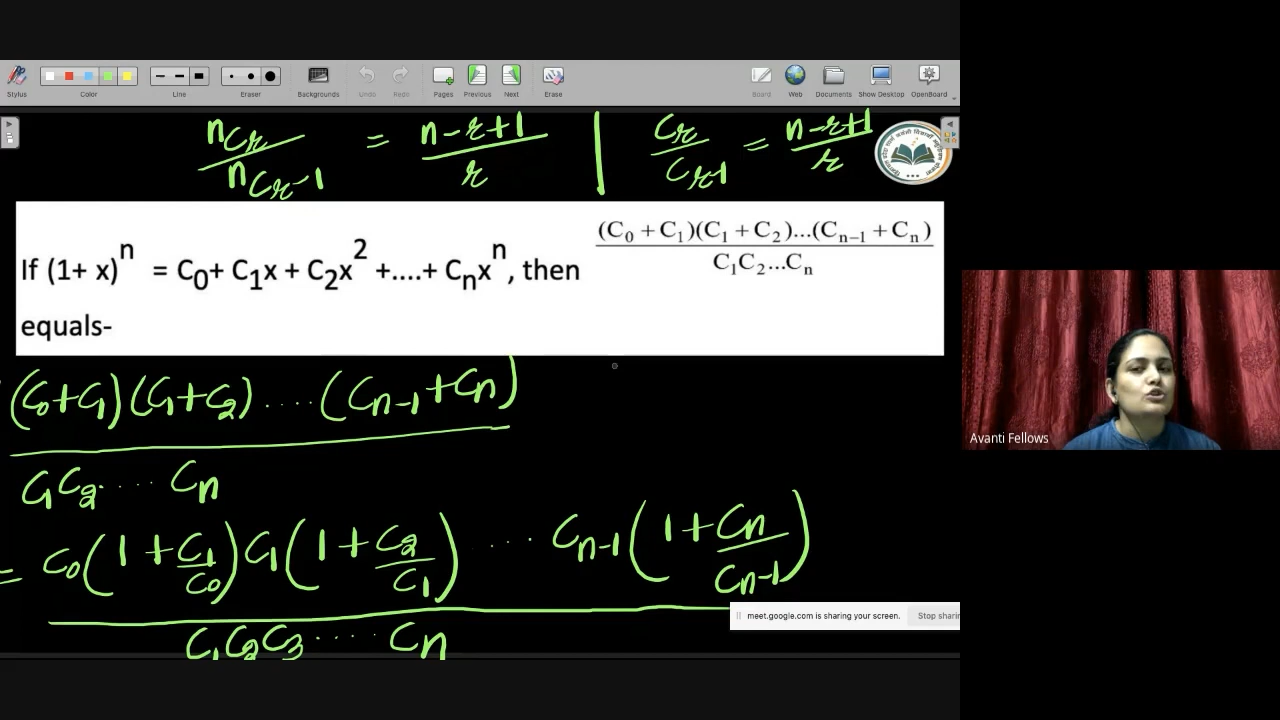 Stylus Color Line Eraser Backgrounds Undo Redo Pages Previous Next Erase Board Web Documents Show Desktop OpenBoard
nCr/nCr-1 = n-r+1/r | Cr/Cr-1 = n-r+1/r
If (1+ x)^n = C₀+ C₁x + C₂x² +....+ Cₙxⁿ, then (C₀ + C₁)(C₁ + C₂)...(Cₙ₋₁ + Cₙ)/C₁C₂...Cₙ
equals-
(C₀+C₁)(C₁+C₂)....(Cₙ₋₁+Cₙ)
C₁C₂.... Cₙ
= C₀(1+C₁/C₀)C₁(1+C₂/C₁) .... Cₙ₋₁(1+Cₙ/Cₙ₋₁)
C₁C₂C₃.... Cₙ
meet.google.com is sharing your screen. Stop sharin
Avanti Fellows